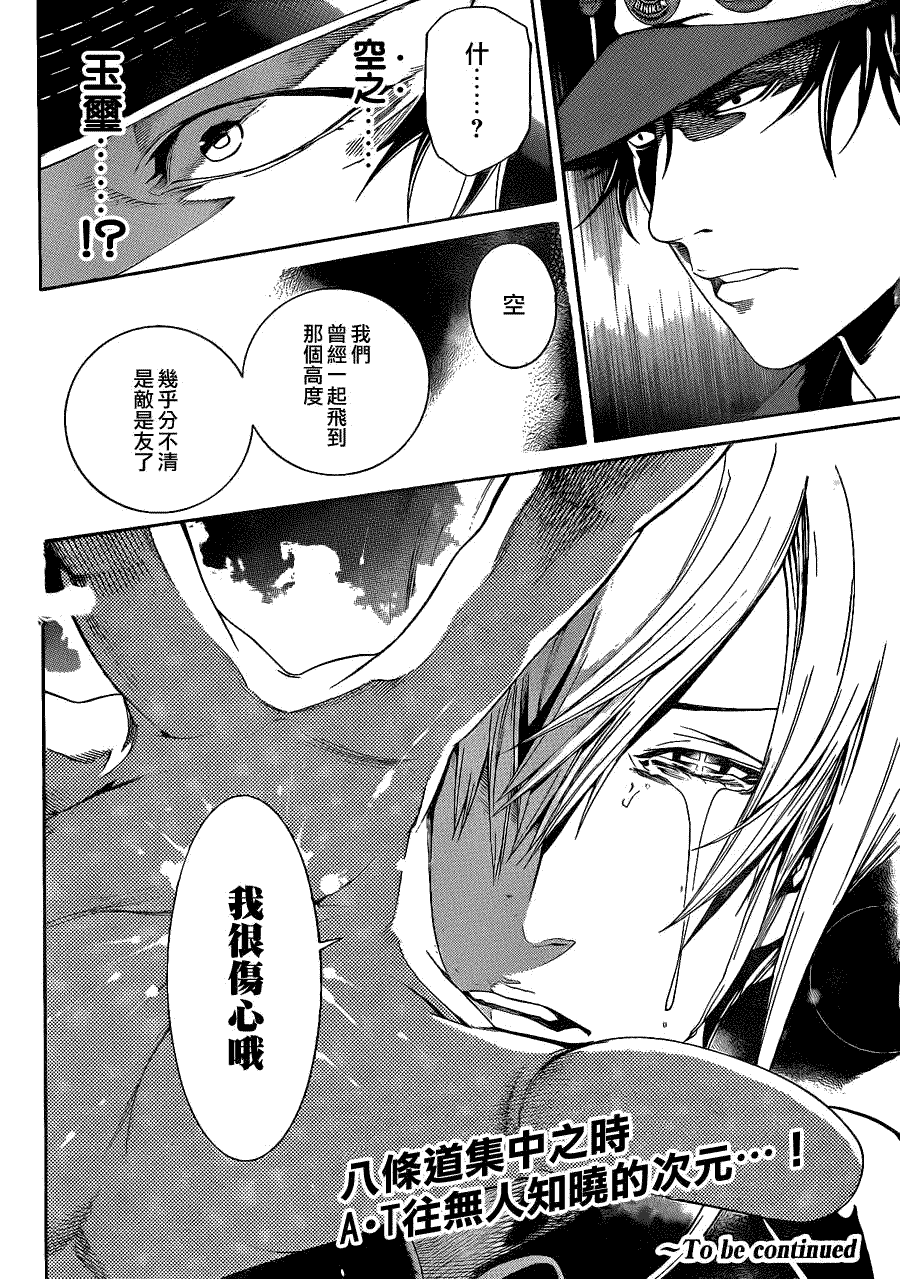 什……?
空之……
玉璽……!?
空
我們
曾經一起飛到
那個高度
幾乎分不清
是敵是友了
我很傷心哦
八條道集中之時
A·T往無人知曉的次元…!
~To be continued